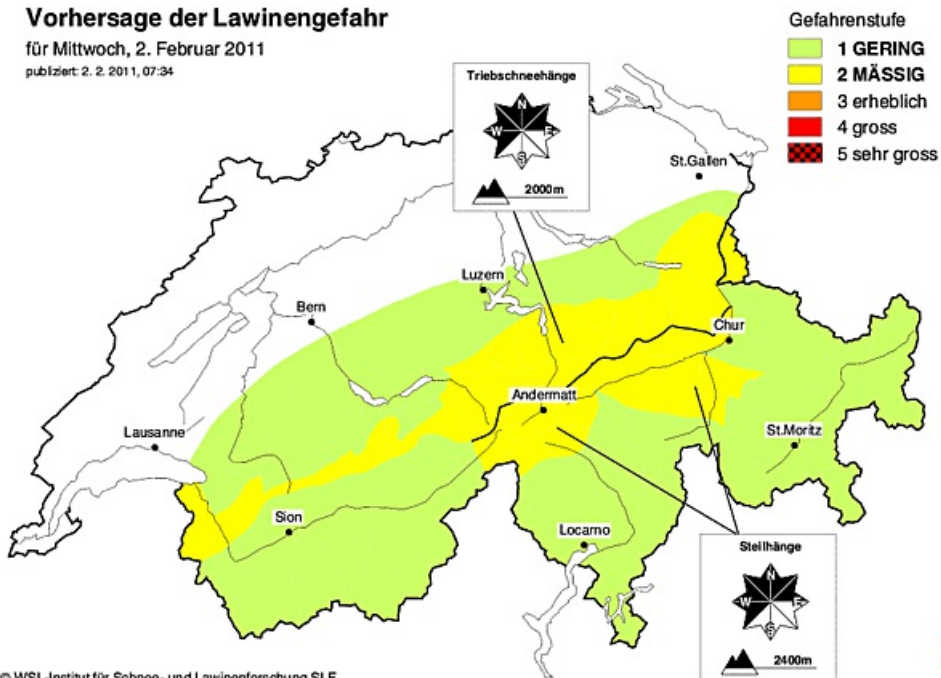 Vorhersage der Lawinengefahr
für Mittwoch, 2. Februar 2011
publiziert: 2. 2. 2011, 07:34
Gefahrenstufe
1 GERING
2 MÄSSIG
3 erheblich
4 gross
5 sehr gross
Triebschneehänge
N
W E
S
2000m
St.Gallen
Luzern
Bern
Chur
Andermatt
Lausanne
St.Moritz
Sion
Locarno
Steilhänge
N
W E
S
2400m
© WSL-Institut für Schnee- und Lawinenforschung SLF